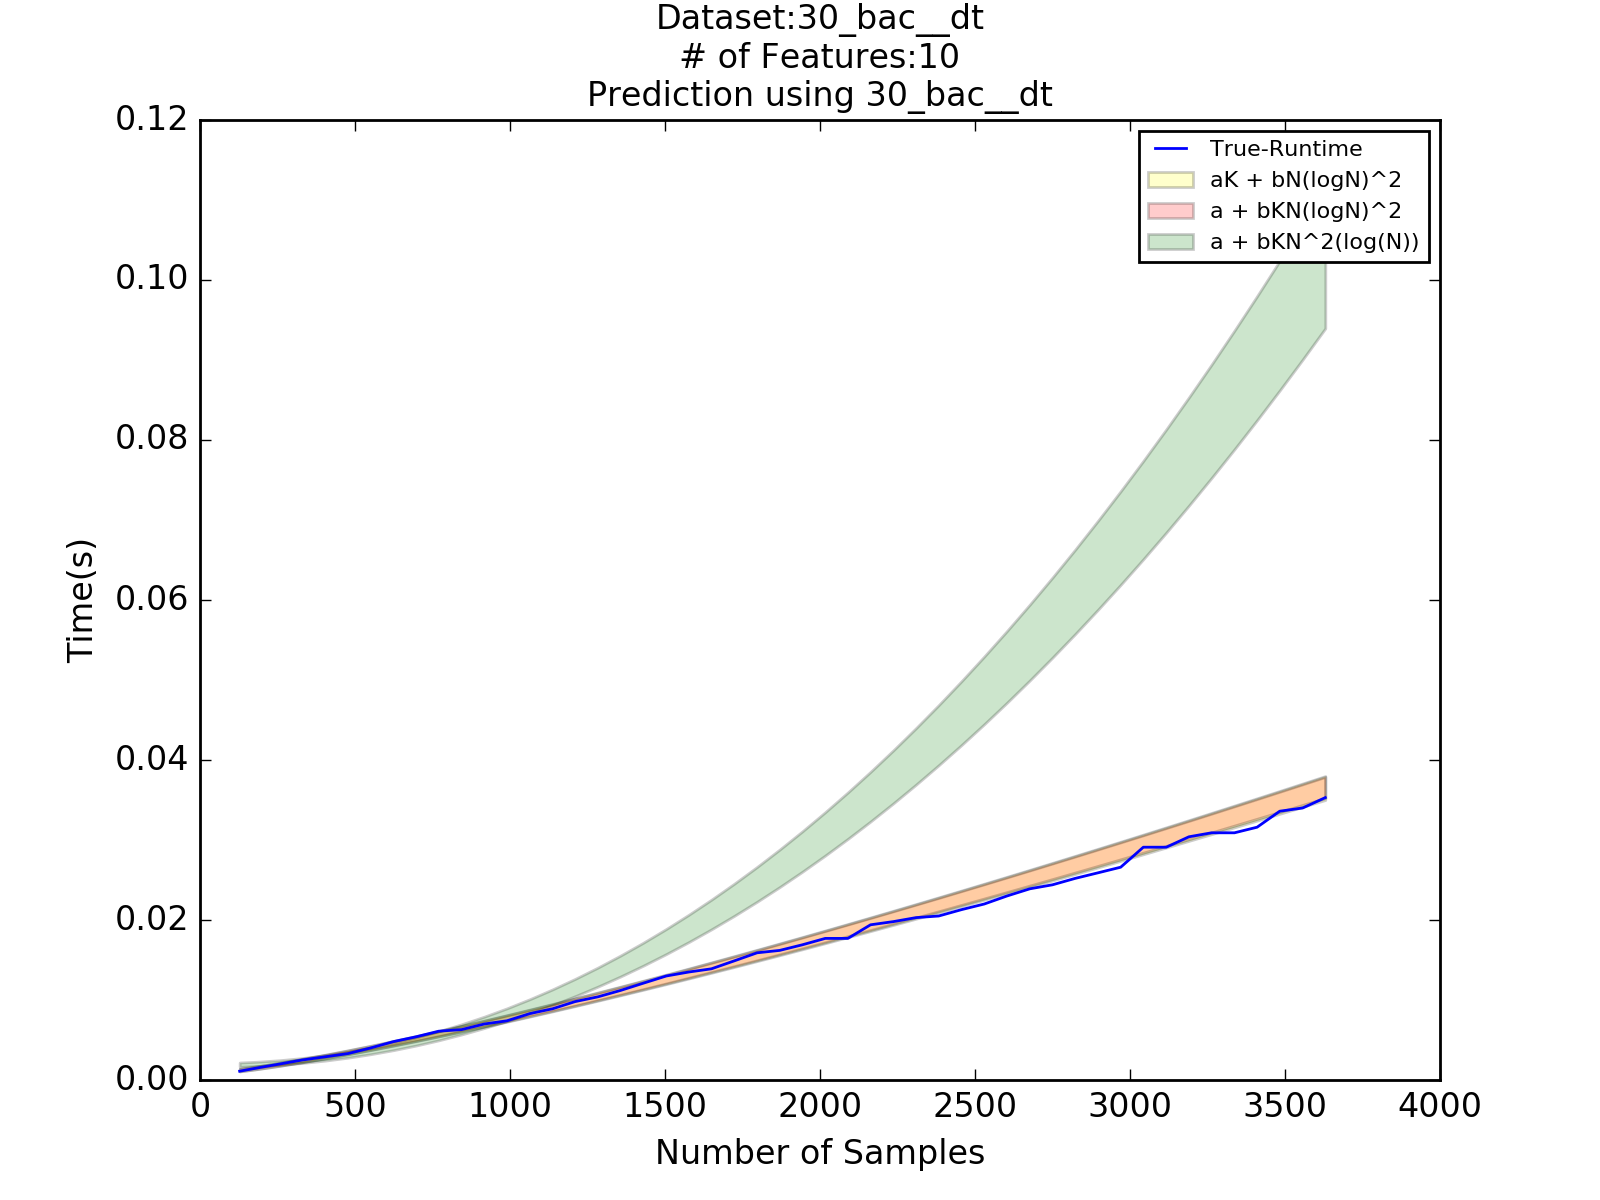 Dataset:30_bac__dt
# of Features:10
Prediction using 30_bac__dt
0.12
0.10
0.08
0.06
0.04
0.02
0.00
Time(s)
True-Runtime
aK + bN(logN)^2
a + bKN(logN)^2
a + bKN^2(log(N))
0 500 1000 1500 2000 2500 3000 3500 4000
Number of Samples